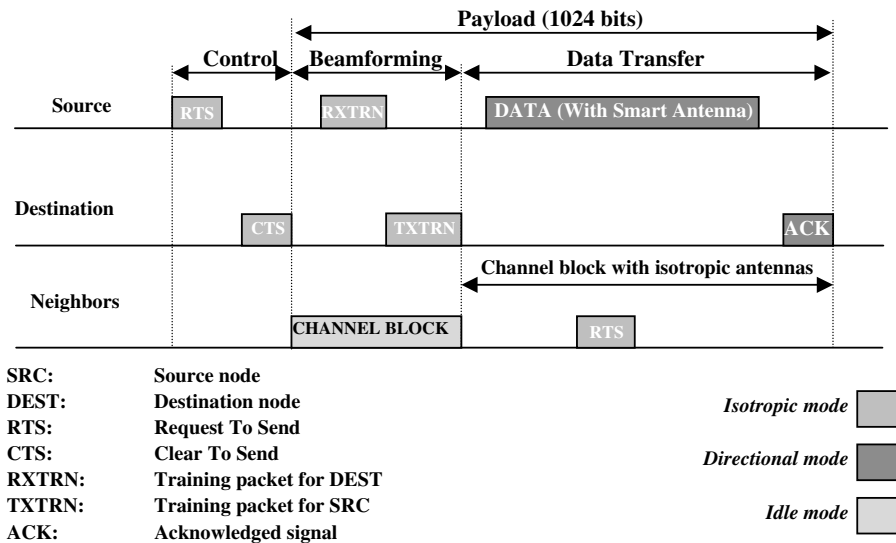 Payload (1024 bits)
Control Beamforming Data Transfer
Source
RTS RXTRN DATA (With Smart Antenna)
Destination
CTS TXTRN ACK
Channel block with isotropic antennas
Neighbors
CHANNEL BLOCK RTS
SRC: Source node
DEST: Destination node
RTS: Request To Send
CTS: Clear To Send
RXTRN: Training packet for DEST
TXTRN: Training packet for SRC
ACK: Acknowledged signal
Isotropic mode
Directional mode
Idle mode